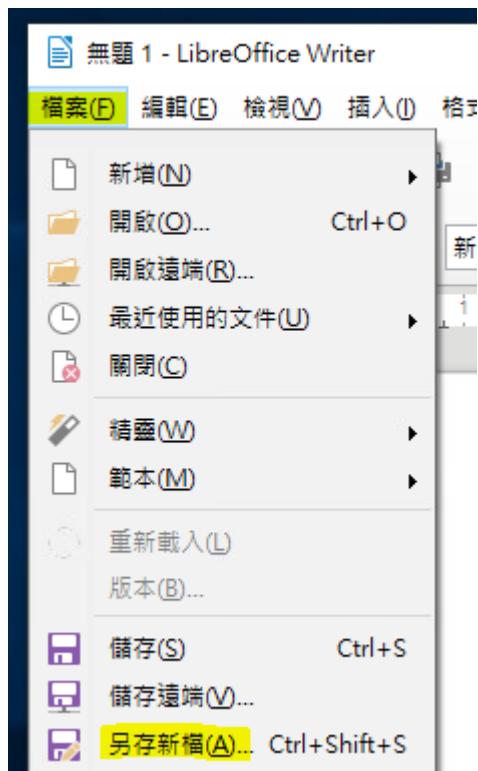 無題 1 - LibreOffice Writer
檔案(F) 編輯(E) 檢視(V) 插入(I)
新增(N)
開啟(O)... Ctrl+O
開啟遠端(R)...
最近使用的文件(U)
關閉(C)
精靈(W)
範本(M)
重新載入(L)
版本(B)...
儲存(S) Ctrl+S
儲存遠端(V)...
另存新檔(A)... Ctrl+Shift+S
新
1